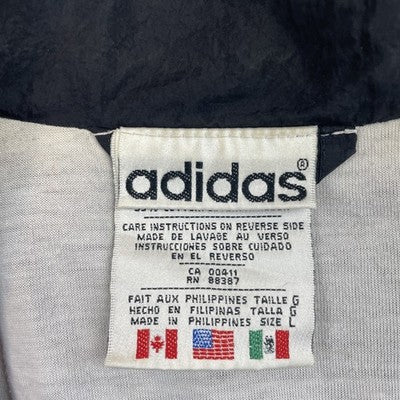 adidas®
CARE INSTRUCTIONS ON REVERSE SIDE
MADE DE LAVAGE AU VERSO
INSTRUCCIONES SOBRE CUIDADO
EN EL REVERSO
CA 00411
RN 88387
FAIT AUX PHILIPPINES TAILLE G
HECHO EN FILIPINAS TALLA G
MADE IN PHILIPPINES SIZE L